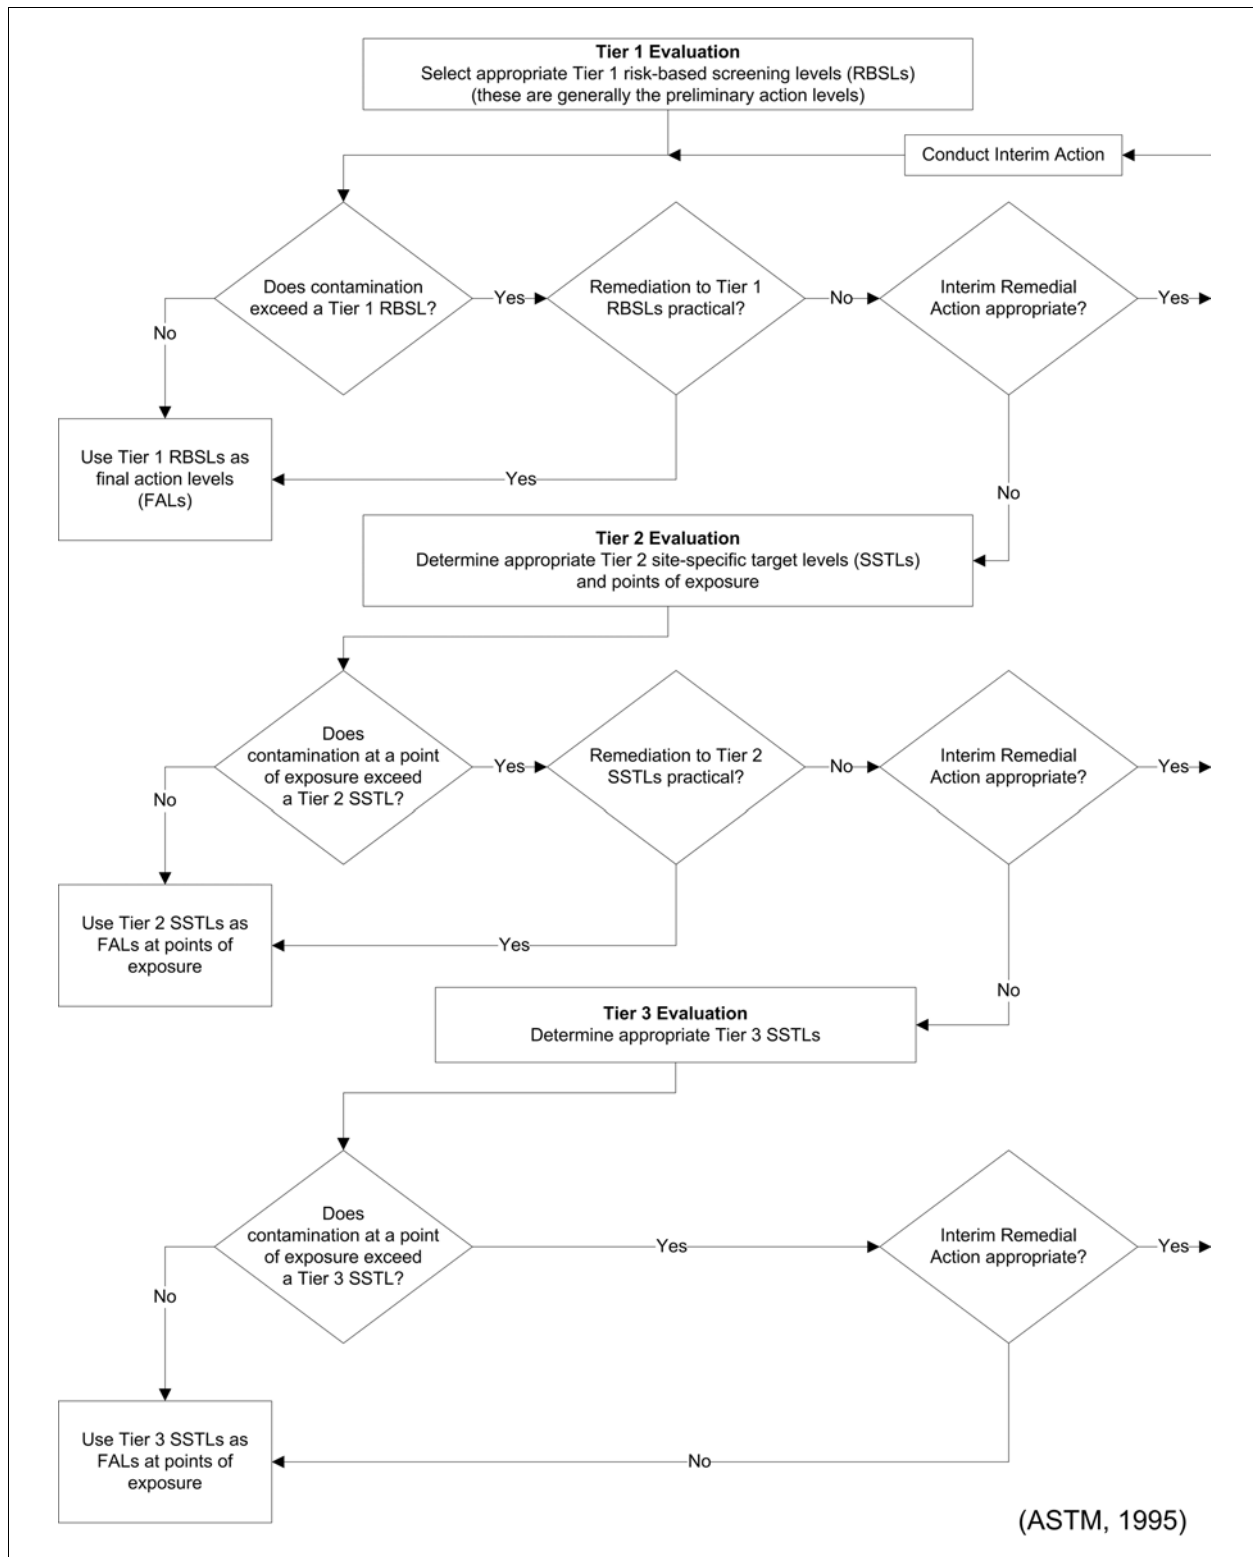 Tier 1 Evaluation
Select appropriate Tier 1 risk-based screening levels (RBSLs)
(these are generally the preliminary action levels)
Conduct Interim Action
Does contamination
exceed a Tier 1 RBSL?
Yes
Remediation to Tier 1
RBSLs practical?
No
Interim Remedial
Action appropriate?
Yes
No
Use Tier 1 RBSLs as
final action levels
(FALs)
Yes
No
Tier 2 Evaluation
Determine appropriate Tier 2 site-specific target levels (SSTLs)
and points of exposure
Does
contamination at a point
of exposure exceed
a Tier 2 SSTL?
Yes
Remediation to Tier 2
SSTLs practical?
No
Interim Remedial
Action appropriate?
Yes
No
Use Tier 2 SSTLs as
FALs at points of
exposure
Yes
No
Tier 3 Evaluation
Determine appropriate Tier 3 SSTLs
Does
contamination at a point
of exposure exceed
a Tier 3 SSTL?
Yes
Interim Remedial
Action appropriate?
Yes
No
Use Tier 3 SSTLs as
FALs at points of
exposure
No
(ASTM, 1995)